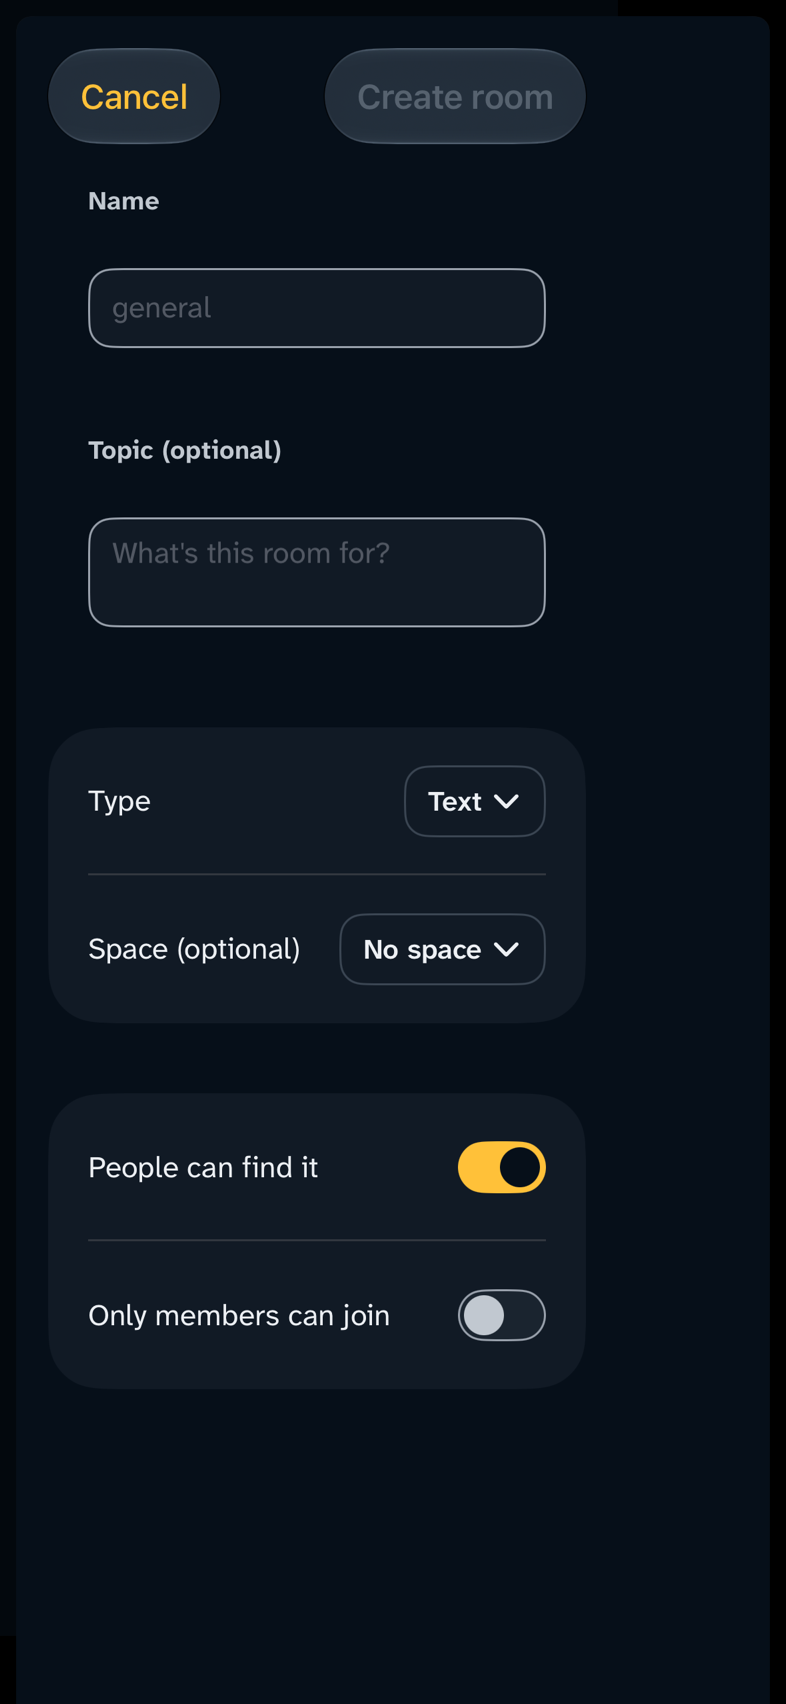 Cancel
Create room
Name
general
Topic (optional)
What's this room for?
Type
Text
Space (optional)
No space
People can find it
Only members can join